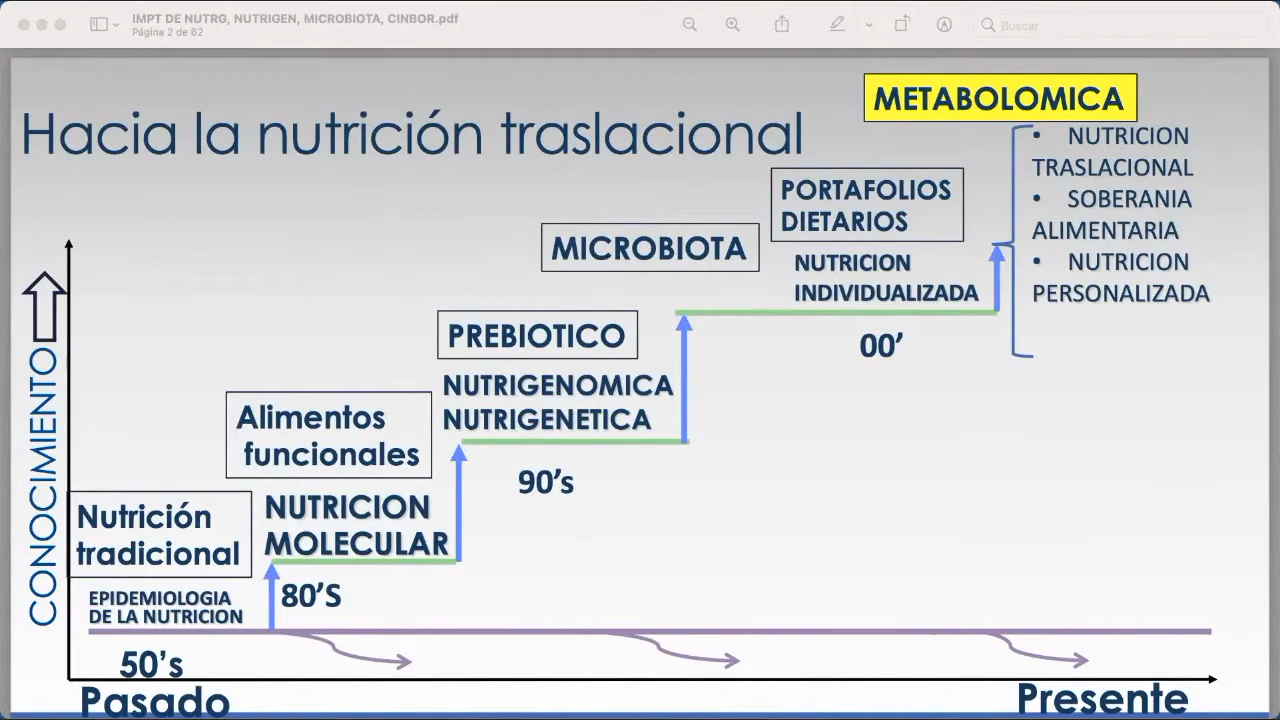 IMPT DE NUTRG, NUTRIGEN, MICROBIOTA, CINBOR.pdf
Página 2 de 62
Buscar
METABOLOMICA
Hacia la nutrición traslacional
• NUTRICION
TRASLACIONAL
• SOBERANIA
ALIMENTARIA
• NUTRICION
PERSONALIZADA
PORTAFOLIOS
DIETARIOS
NUTRICION
INDIVIDUALIZADA
00’
MICROBIOTA
PREBIOTICO
NUTRIGENOMICA
NUTRIGENETICA
90’s
Alimentos
funcionales
NUTRICION
MOLECULAR
80’S
Nutrición
tradicional
EPIDEMIOLOGIA
DE LA NUTRICION
50’s
CONOCIMIENTO
Pasado
Presente